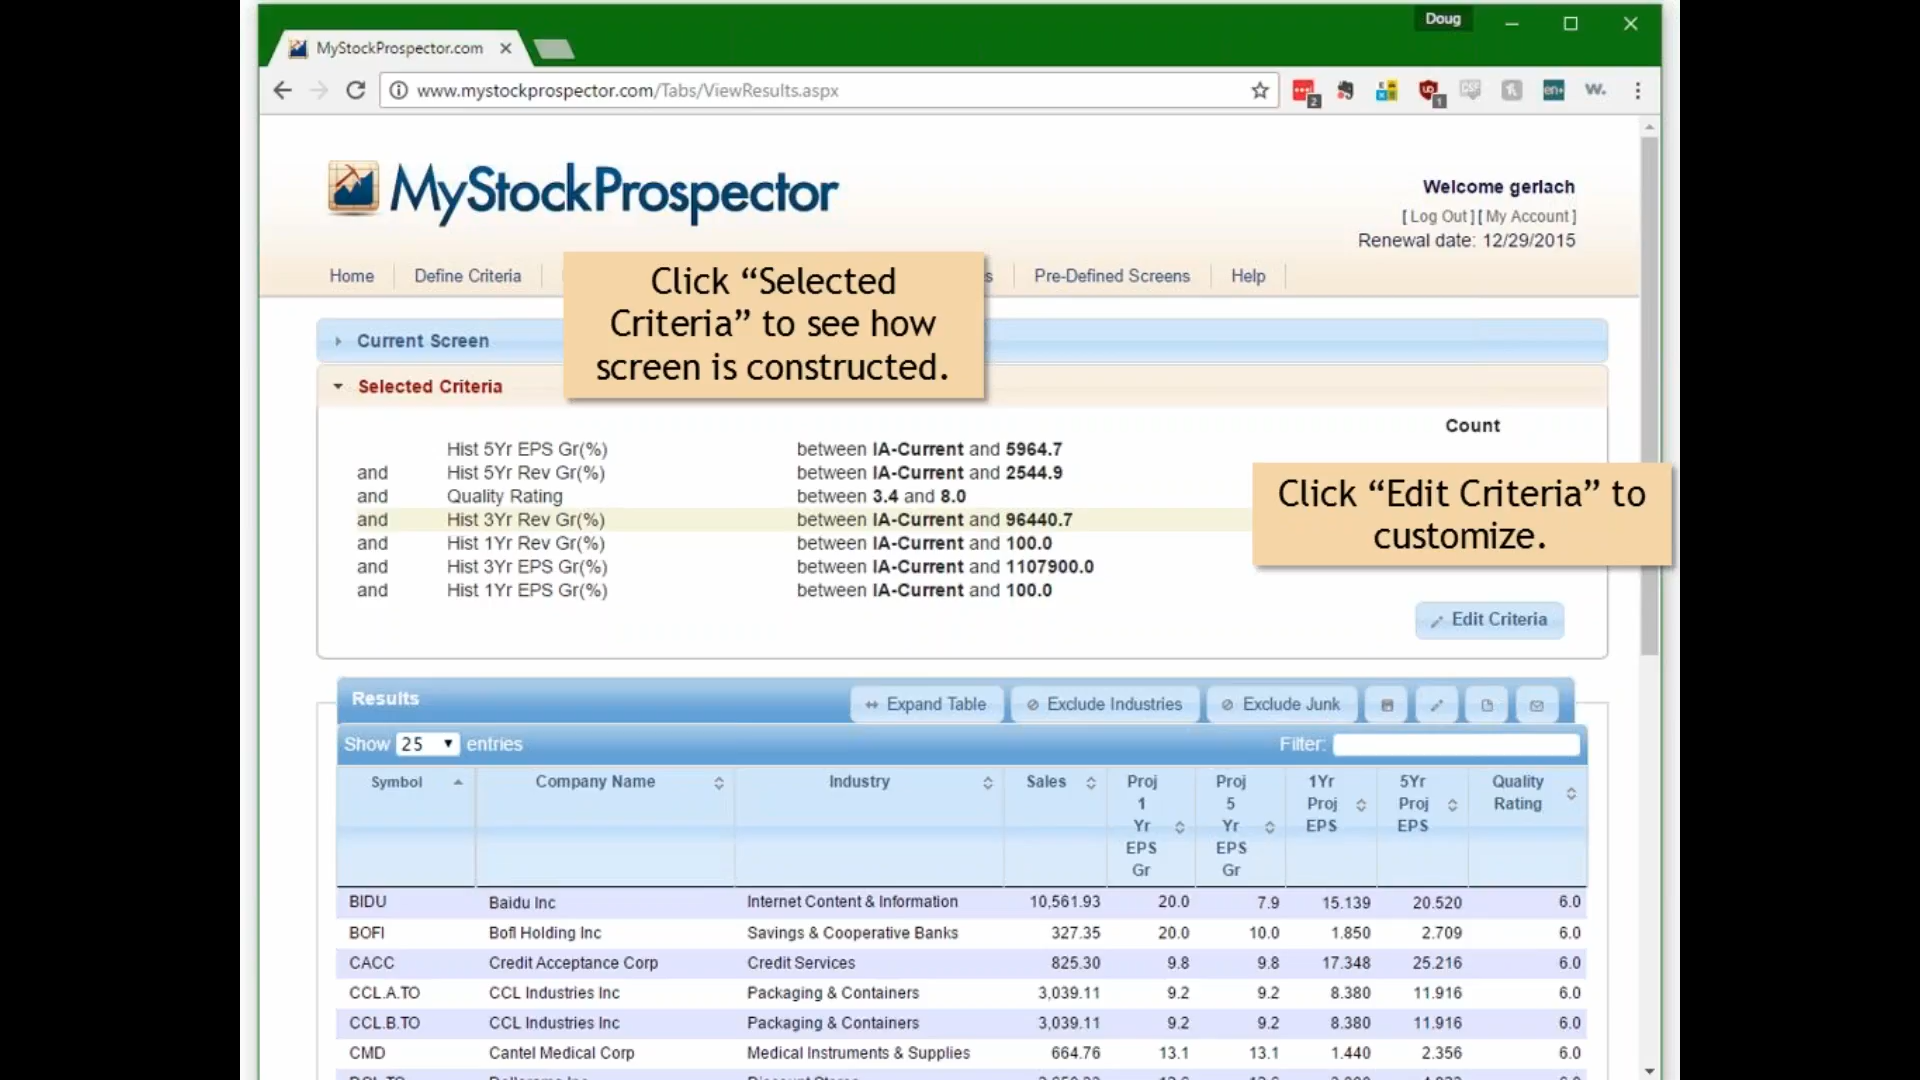 Doug
MyStockProspector.com
www.mystockprospector.com/Tabs/ViewResults.aspx
2
1
en+
W.
MyStockProspector
Welcome gerlach
[ Log Out ] [ My Account ]
Renewal date: 12/29/2015
Home Define Criteria Pre-Defined Screens Help
Click “Selected
Criteria” to see how
screen is constructed.
Current Screen
Selected Criteria
Count
Hist 5Yr EPS Gr(%) between IA-Current and 5964.7
and Hist 5Yr Rev Gr(%) between IA-Current and 2544.9
and Quality Rating between 3.4 and 8.0
and Hist 3Yr Rev Gr(%) between IA-Current and 96440.7
and Hist 1Yr Rev Gr(%) between IA-Current and 100.0
and Hist 3Yr EPS Gr(%) between IA-Current and 1107900.0
and Hist 1Yr EPS Gr(%) between IA-Current and 100.0
Click “Edit Criteria” to
customize.
Edit Criteria
Results Expand Table Exclude Industries Exclude Junk
Show 25 entries Filter:
Symbol Company Name Industry Sales Proj 1 Yr EPS Gr Proj 5 Yr EPS Gr 1Yr Proj EPS 5Yr Proj EPS Quality Rating
BIDU Baidu Inc Internet Content & Information 10,561.93 20.0 7.9 15.139 20.520 6.0
BOFI BofI Holding Inc Savings & Cooperative Banks 327.35 20.0 10.0 1.850 2.709 6.0
CACC Credit Acceptance Corp Credit Services 825.30 9.8 9.8 17.348 25.216 6.0
CCL.A.TO CCL Industries Inc Packaging & Containers 3,039.11 9.2 9.2 8.380 11.916 6.0
CCL.B.TO CCL Industries Inc Packaging & Containers 3,039.11 9.2 9.2 8.380 11.916 6.0
CMD Cantel Medical Corp Medical Instruments & Supplies 664.76 13.1 13.1 1.440 2.356 6.0